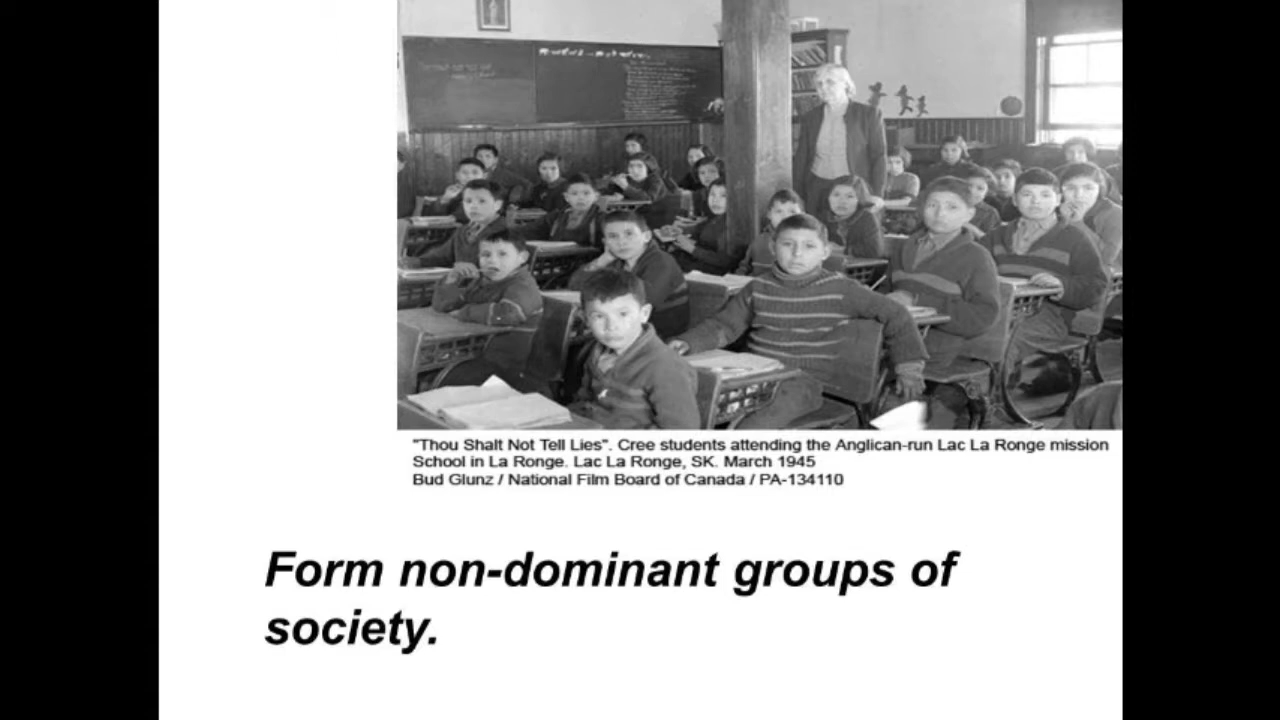 "Thou Shalt Not Tell Lies". Cree students attending the Anglican-run Lac La Ronge mission
School in La Ronge. Lac La Ronge, SK. March 1945
Bud Glunz / National Film Board of Canada / PA-134110
Form non-dominant groups of
society.